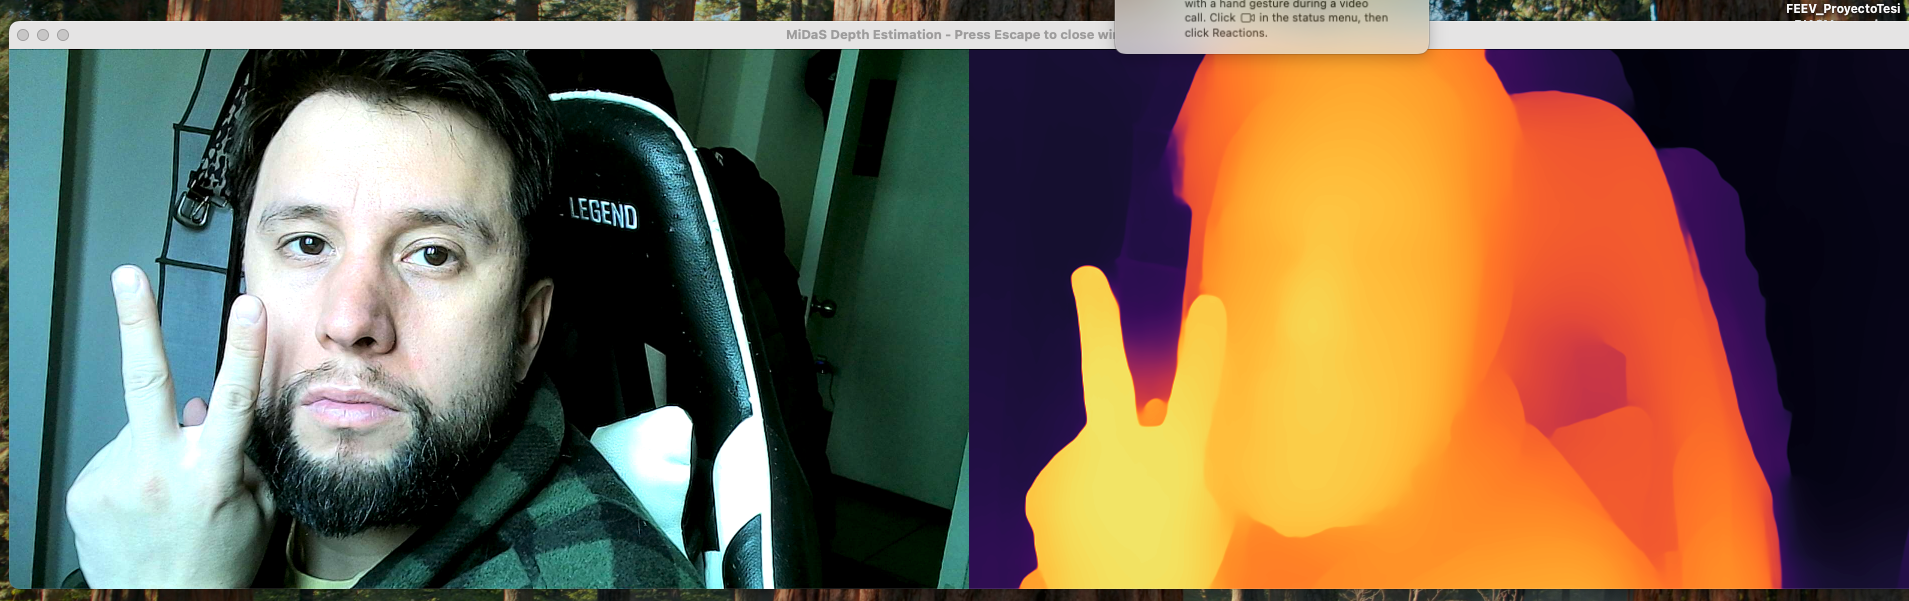 with a hand gesture during a video
call. Click in the status menu, then
click Reactions.
FEEV_ProyectoTesi
MiDaS Depth Estimation - Press Escape to close wi
LEGEND